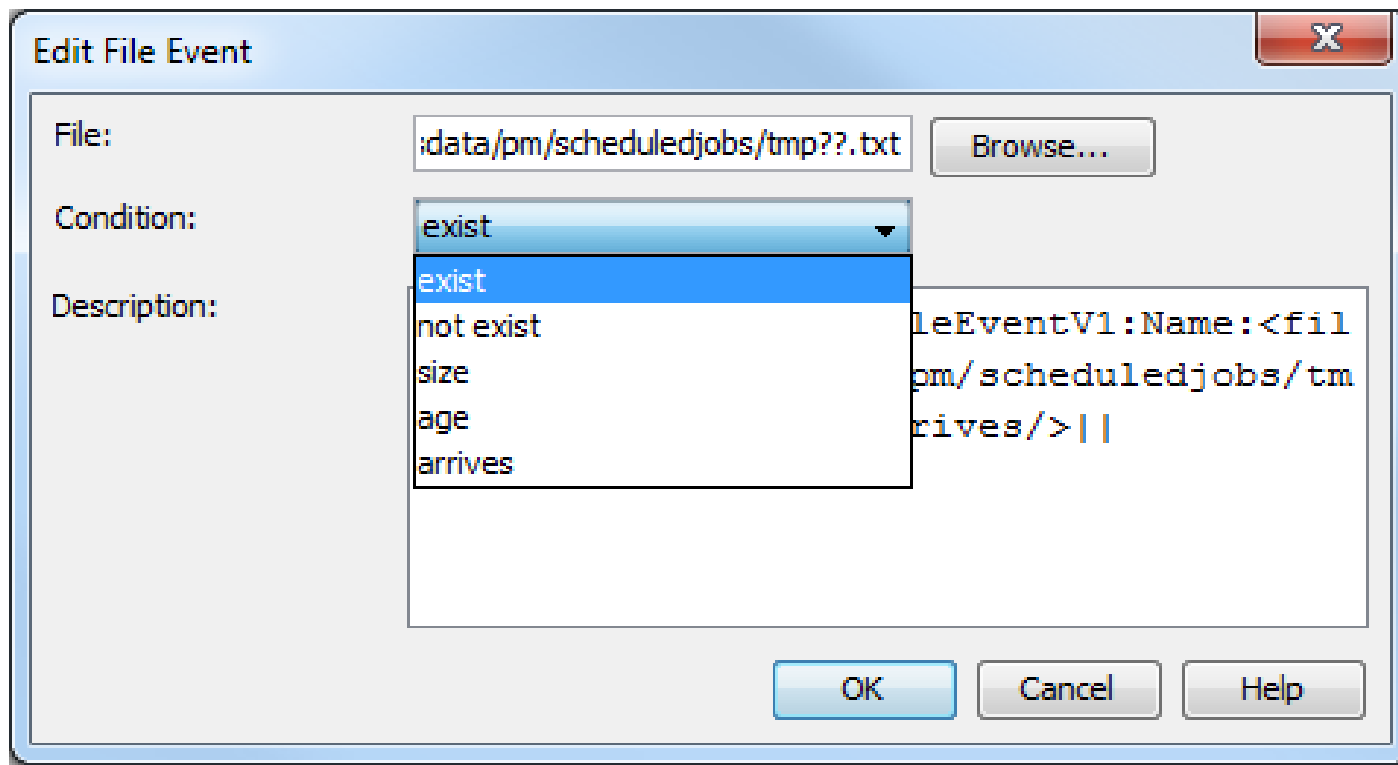 Edit File Event
File:
sdata/pm/scheduledjobs/tmp??.txt
Browse...
Condition:
exist
exist
not exist
size
age
arrives
Description:
leEventV1:Name:<fil
pm/scheduledjobs/tm
rives/>||
OK
Cancel
Help